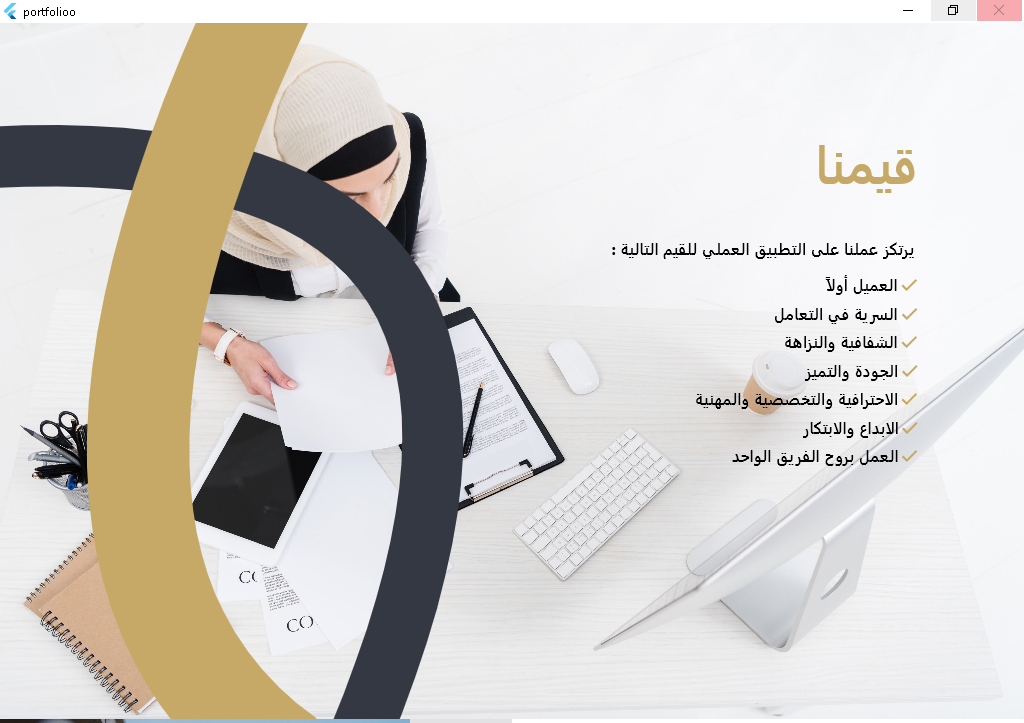 portfolioo
قيمنا
يرتكز عملنا على التطبيق العملي للقيم التالية :
العميل أولاً
السرية في التعامل
الشفافية والنزاهة
الجودة والتميز
الاحترافية والتخصصية والمهنية
الابداع والابتكار
العمل بروح الفريق الواحد